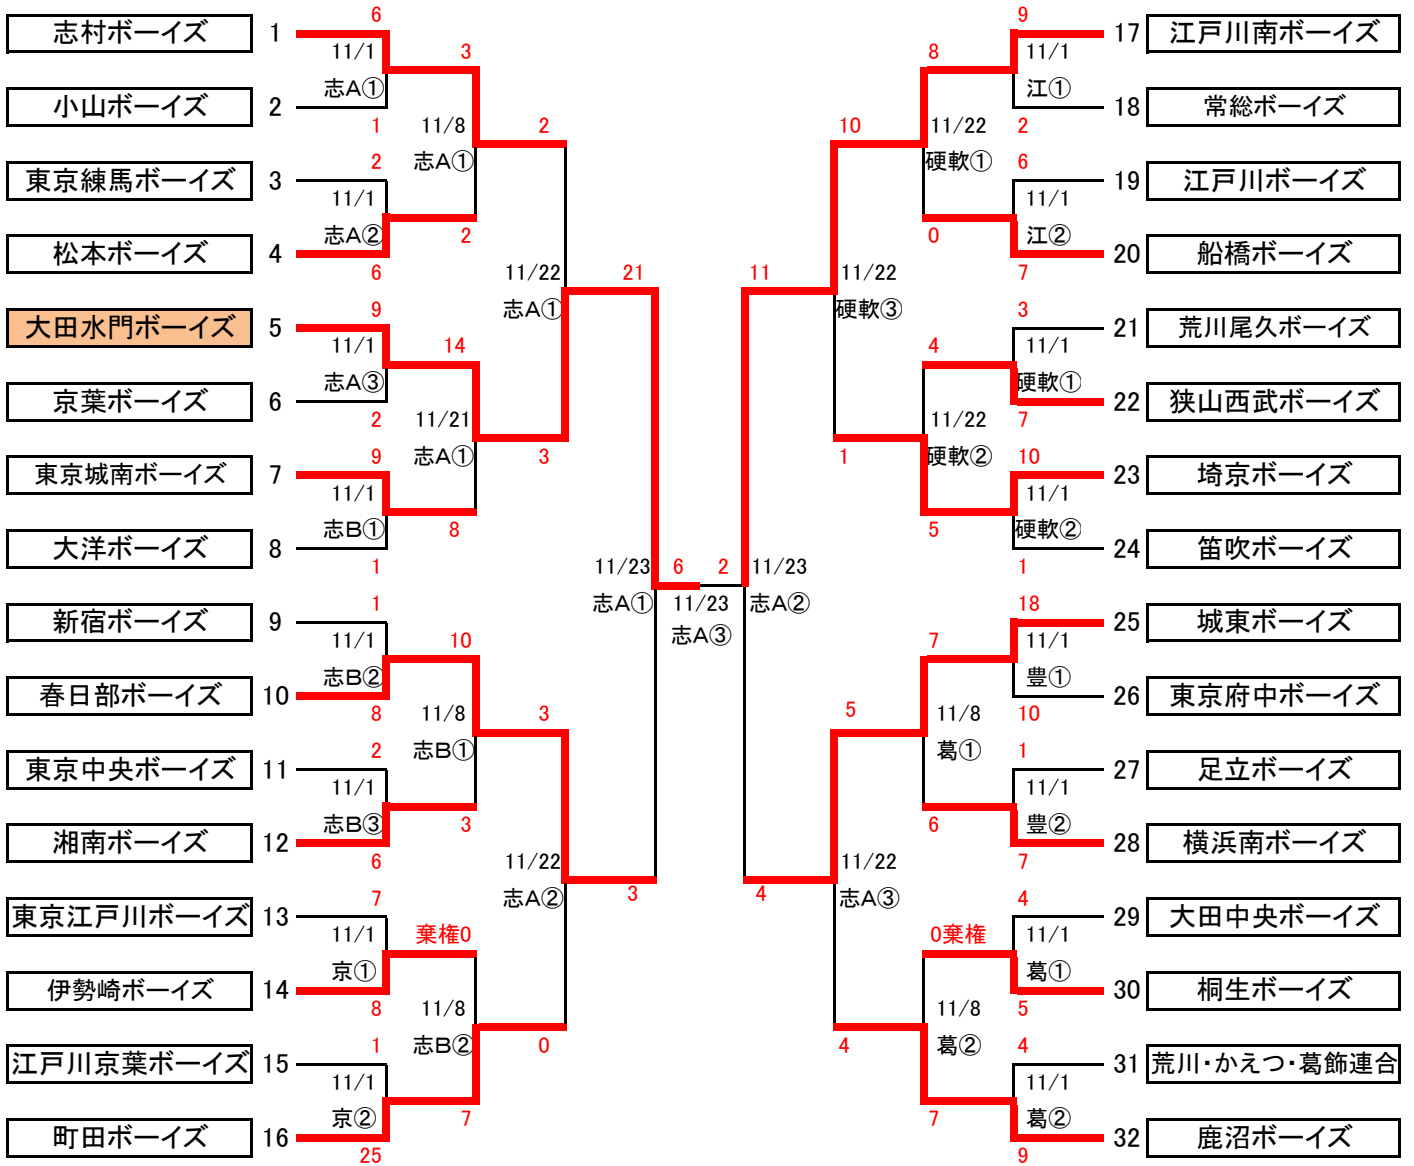 志村ボーイズ 1
小山ボーイズ 2
東京練馬ボーイズ 3
松本ボーイズ 4
大田水門ボーイズ 5
京葉ボーイズ 6
東京城南ボーイズ 7
大洋ボーイズ 8
新宿ボーイズ 9
春日部ボーイズ 10
東京中央ボーイズ 11
湘南ボーイズ 12
東京江戸川ボーイズ 13
伊勢崎ボーイズ 14
江戸川京葉ボーイズ 15
町田ボーイズ 16
6
11/1
志A①
1
2
11/1
志A②
6
9
11/1
志A③
2
9
11/1
志B①
1
1
11/1
志B②
8
2
11/1
志B③
6
7
11/1
京①
8
1
11/1
京②
25
3
11/8
志A①
2
14
11/21
志A①
8
10
11/8
志B①
3
棄権0
11/8
志B②
7
2
11/22
志A①
3
3
11/22
志A②
0
21
11/23
志A①
3
6 2
11/23
志A③
11
11/23
志A②
4
10
11/22
硬軟③
1
5
11/22
志A③
4
8
11/22
硬軟①
0
4
11/22
硬軟②
5
7
11/8
葛①
6
0棄権
11/8
葛②
7
9
11/1
江①
2
6
11/1
江②
7
3
11/1
硬軟①
7
10
11/1
硬軟②
1
18
11/1
豊①
10
1
11/1
豊②
7
4
11/1
葛①
5
4
11/1
葛②
9
17 江戸川南ボーイズ
18 常総ボーイズ
19 江戸川ボーイズ
20 船橋ボーイズ
21 荒川尾久ボーイズ
22 狭山西武ボーイズ
23 埼京ボーイズ
24 笛吹ボーイズ
25 城東ボーイズ
26 東京府中ボーイズ
27 足立ボーイズ
28 横浜南ボーイズ
29 大田中央ボーイズ
30 桐生ボーイズ
31 荒川・かえつ・葛飾連合
32 鹿沼ボーイズ